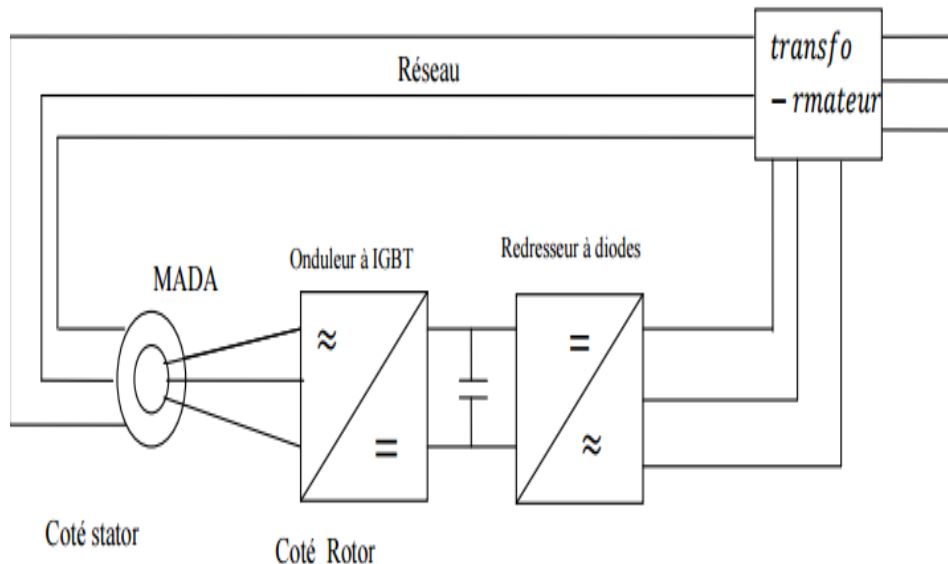 transfo
- rmateur
Réseau
Onduleur à IGBT
Redresseur à diodes
MADA
≈
=
=
≈
Coté stator
Coté Rotor